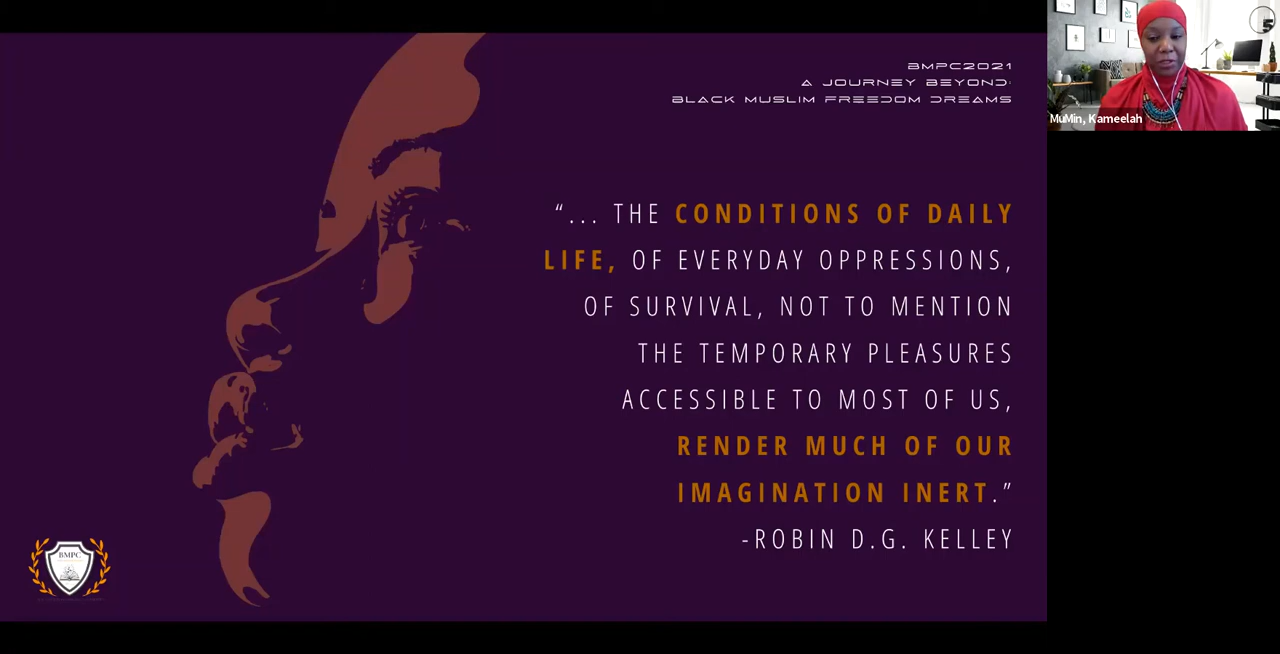 BMPC2021
A JOURNEY BEYOND:
BLACK MUSLIM FREEDOM DREAMS
“... THE CONDITIONS OF DAILY
LIFE, OF EVERYDAY OPPRESSIONS,
OF SURVIVAL, NOT TO MENTION
THE TEMPORARY PLEASURES
ACCESSIBLE TO MOST OF US,
RENDER MUCH OF OUR
IMAGINATION INERT.”
-ROBIN D.G. KELLEY
BMPC
MuMin, Kameelah
5